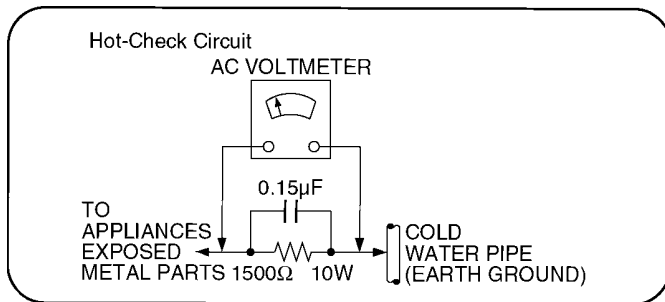 Hot-Check Circuit
AC VOLTMETER
0.15µF
TO
APPLIANCES
EXPOSED
METAL PARTS
1500Ω 10W
COLD
WATER PIPE
(EARTH GROUND)